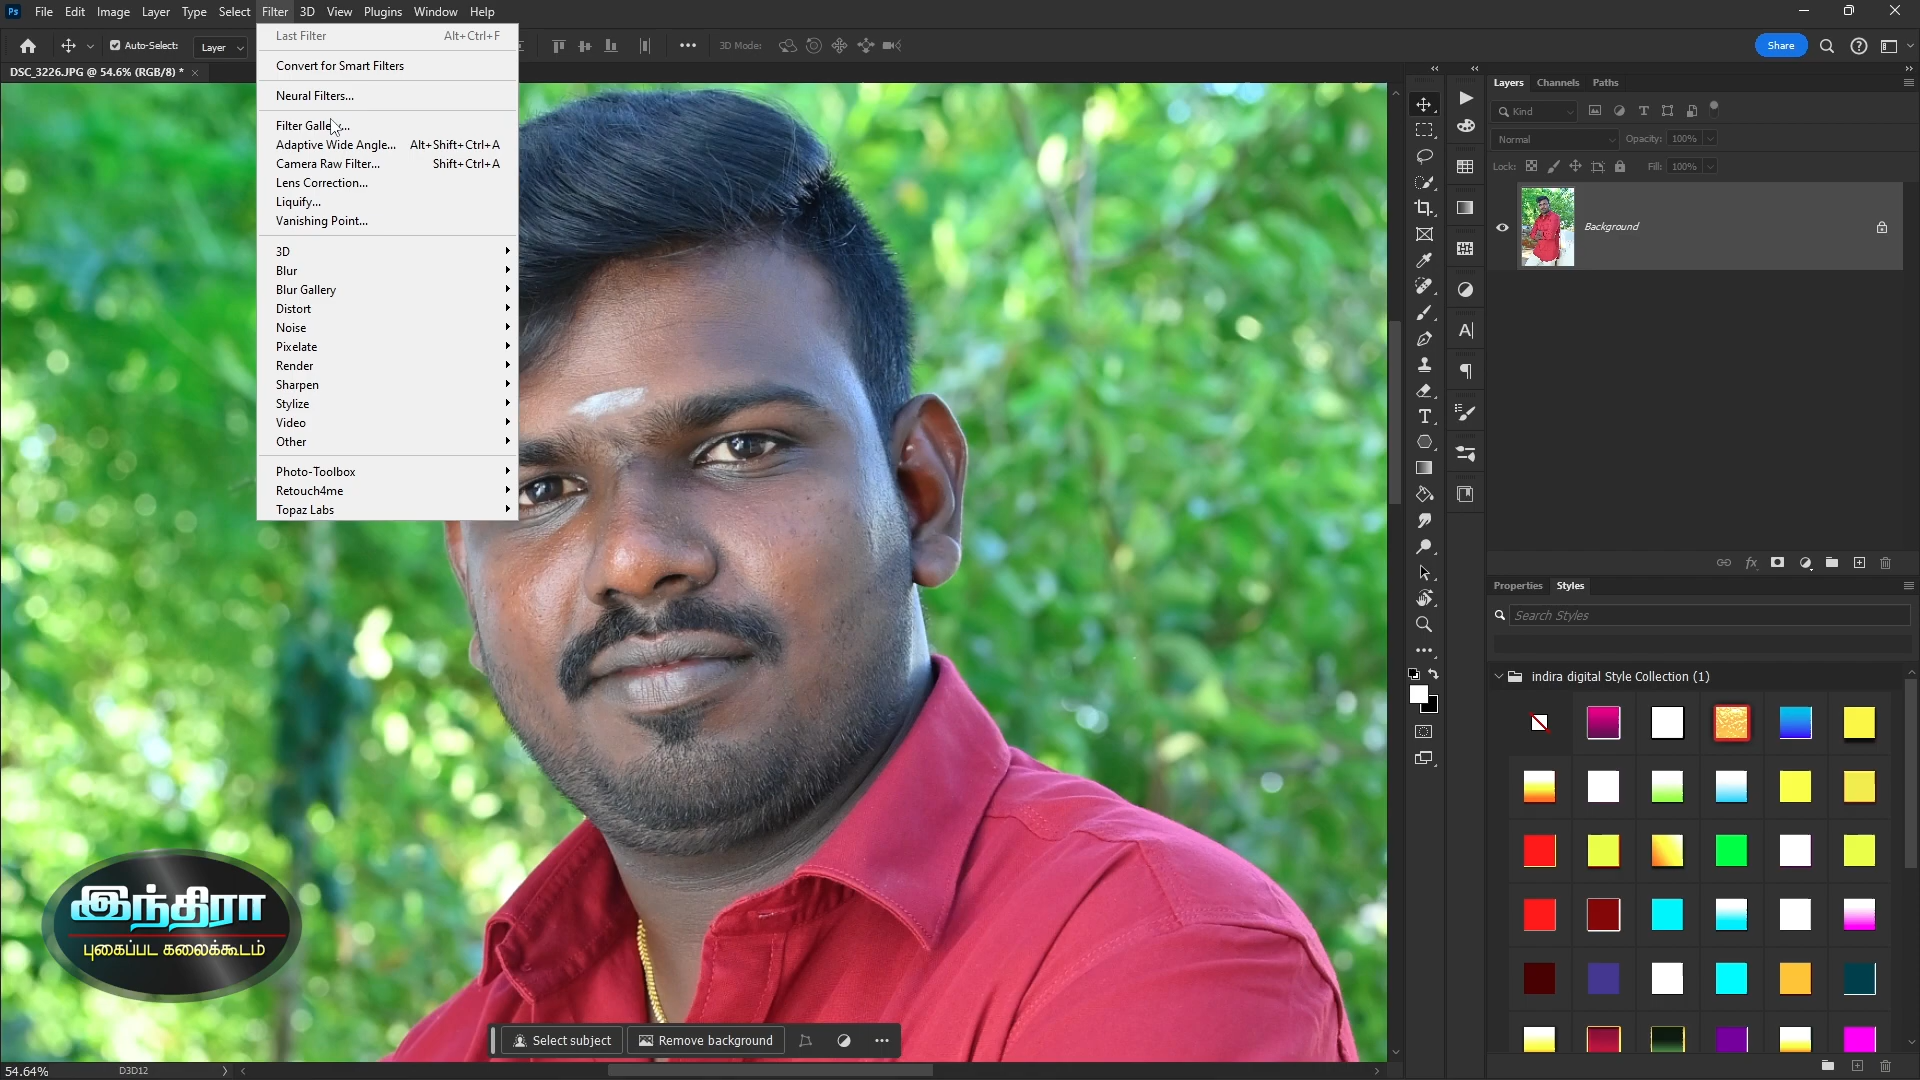 Ps File Edit Image Layer Type Select Filter 3D View Plugins Window Help
Auto-Select: Layer 3D Mode: Share
DSC_3226.JPG @ 54.6% (RGB/8) * ×
Last Filter Alt+Ctrl+F
Convert for Smart Filters
Neural Filters...
Filter Galle...
Adaptive Wide Angle... Alt+Shift+Ctrl+A
Camera Raw Filter... Shift+Ctrl+A
Lens Correction...
Liquify...
Vanishing Point...
3D
Blur
Blur Gallery
Distort
Noise
Pixelate
Render
Sharpen
Stylize
Video
Other
Photo-Toolbox
Retouch4me
Topaz Labs
இந்திரா
புகைப்பட கலைக்கூடம்
Select subject Remove background
54.64% D3D12
Layers Channels Paths
Kind
Normal Opacity: 100%
Lock: Fill: 100%
Background
Properties Styles
Search Styles
indira digital Style Collection (1)